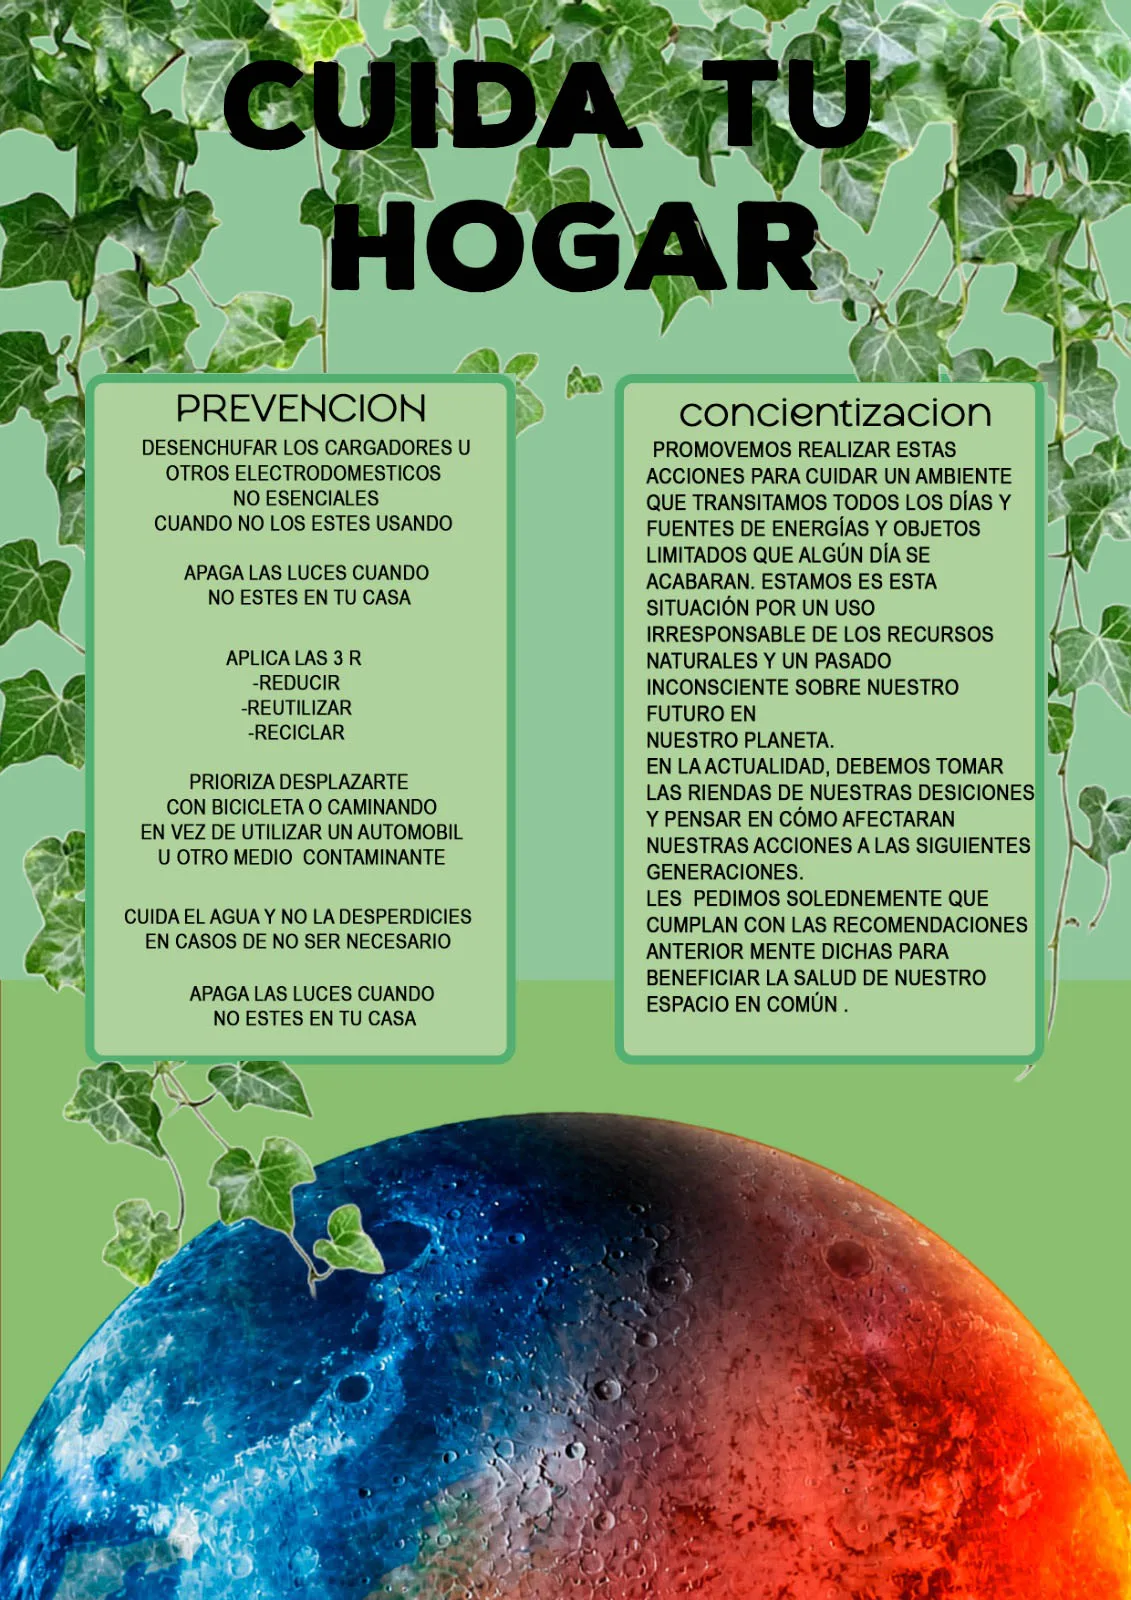 CUIDA TU
HOGAR
PREVENCION
DESENCHUFAR LOS CARGADORES U
OTROS ELECTRODOMESTICOS
NO ESENCIALES
CUANDO NO LOS ESTES USANDO
APAGA LAS LUCES CUANDO
NO ESTES EN TU CASA
APLICA LAS 3 R
-REDUCIR
-REUTILIZAR
-RECICLAR
PRIORIZA DESPLAZARTE
CON BICICLETA O CAMINANDO
EN VEZ DE UTILIZAR UN AUTOMOBIL
U OTRO MEDIO CONTAMINANTE
CUIDA EL AGUA Y NO LA DESPERDICIES
EN CASOS DE NO SER NECESARIO
APAGA LAS LUCES CUANDO
NO ESTES EN TU CASA
concientizacion
PROMOVEMOS REALIZAR ESTAS
ACCIONES PARA CUIDAR UN AMBIENTE
QUE TRANSITAMOS TODOS LOS DÍAS Y
FUENTES DE ENERGÍAS Y OBJETOS
LIMITADOS QUE ALGÚN DÍA SE
ACABARAN. ESTAMOS ES ESTA
SITUACIÓN POR UN USO
IRRESPONSABLE DE LOS RECURSOS
NATURALES Y UN PASADO
INCONSCIENTE SOBRE NUESTRO
FUTURO EN
NUESTRO PLANETA.
EN LA ACTUALIDAD, DEBEMOS TOMAR
LAS RIENDAS DE NUESTRAS DESICIONES
Y PENSAR EN CÓMO AFECTARAN
NUESTRAS ACCIONES A LAS SIGUIENTES
GENERACIONES.
LES PEDIMOS SOLEDNEMENTE QUE
CUMPLAN CON LAS RECOMENDACIONES
ANTERIOR MENTE DICHAS PARA
BENEFICIAR LA SALUD DE NUESTRO
ESPACIO EN COMÚN .